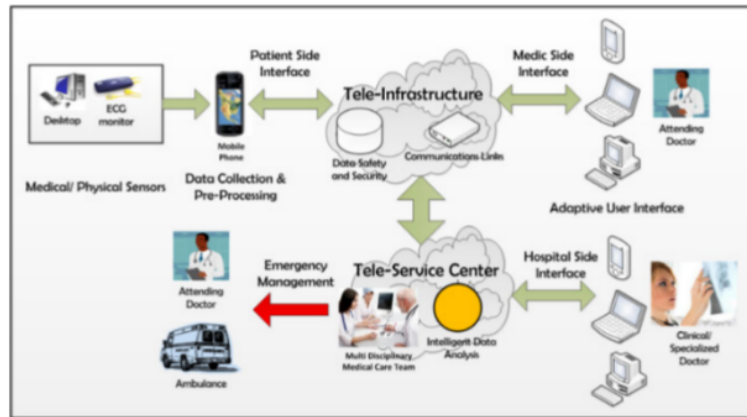 Patient Side
Interface
Medic Side
Interface
Tele-Infrastructure
Desktop
ECG
monitor
Mobile
Phone
Data Safety
and Security
Communications Links
Attending
Doctor
Medical/ Physical Sensors
Data Collection &
Pre-Processing
Adaptive User Interface
Attending
Doctor
Emergency
Management
Tele-Service Center
Hospital Side
Interface
Ambulance
Multi Disciplinary
Medical Care Team
Intelligent Data
Analysis
Clinical/
Specialized
Doctor